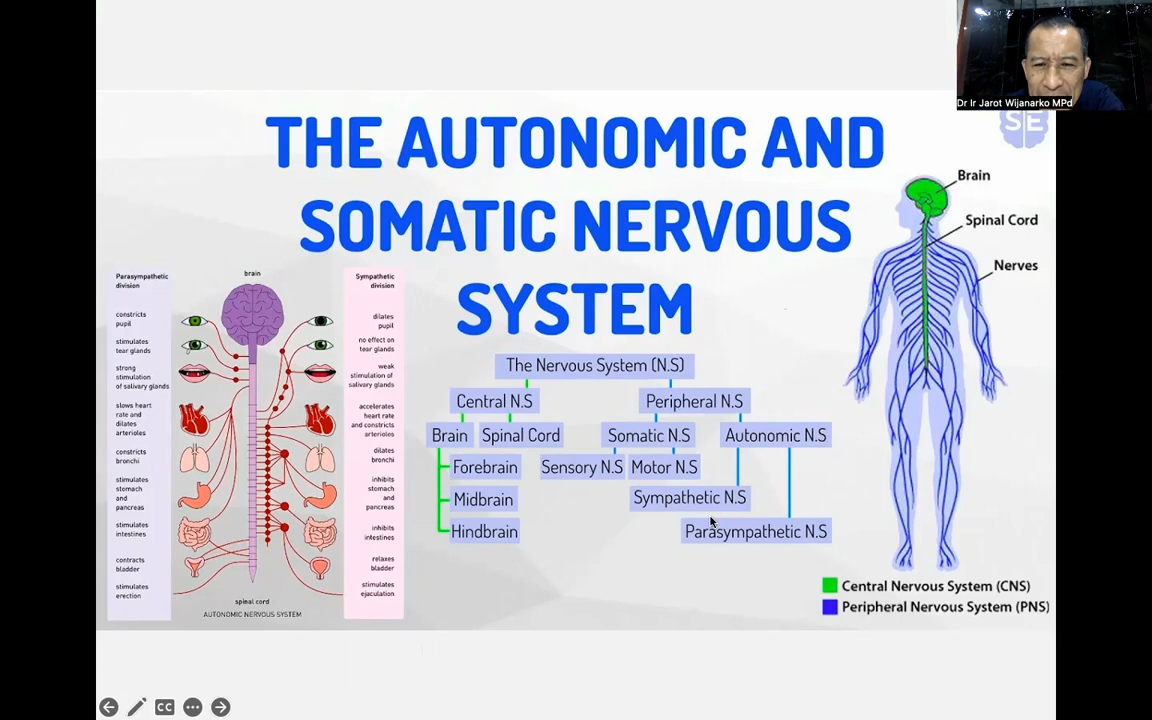 Dr Ir Jarot Wijanarko MPd
SE
THE AUTONOMIC AND
SOMATIC NERVOUS
SYSTEM
Parasympathetic
division
constricts
pupil
stimulates
tear glands
strong
stimulation
of salivary glands
slows heart
rate and
dilates
arterioles
constricts
bronchi
stimulates
stomach
and
pancreas
stimulates
intestines
contracts
bladder
stimulates
erection
brain
spinal cord
AUTONOMIC NERVOUS SYSTEM
Sympathetic
division
dilates
pupil
no effect on
tear glands
weak
stimulation of
salivary glands
accelerates
heart rate
and constricts
arterioles
dilates
bronchi
inhibits
stomach
and
pancreas
inhibits
intestines
relaxes
bladder
stimulates
ejaculation
The Nervous System (N.S)
Central N.S
Peripheral N.S
Brain
Spinal Cord
Somatic N.S
Autonomic N.S
Forebrain
Sensory N.S
Motor N.S
Midbrain
Sympathetic N.S
Hindbrain
Parasympathetic N.S
Brain
Spinal Cord
Nerves
Central Nervous System (CNS)
Peripheral Nervous System (PNS)
CC